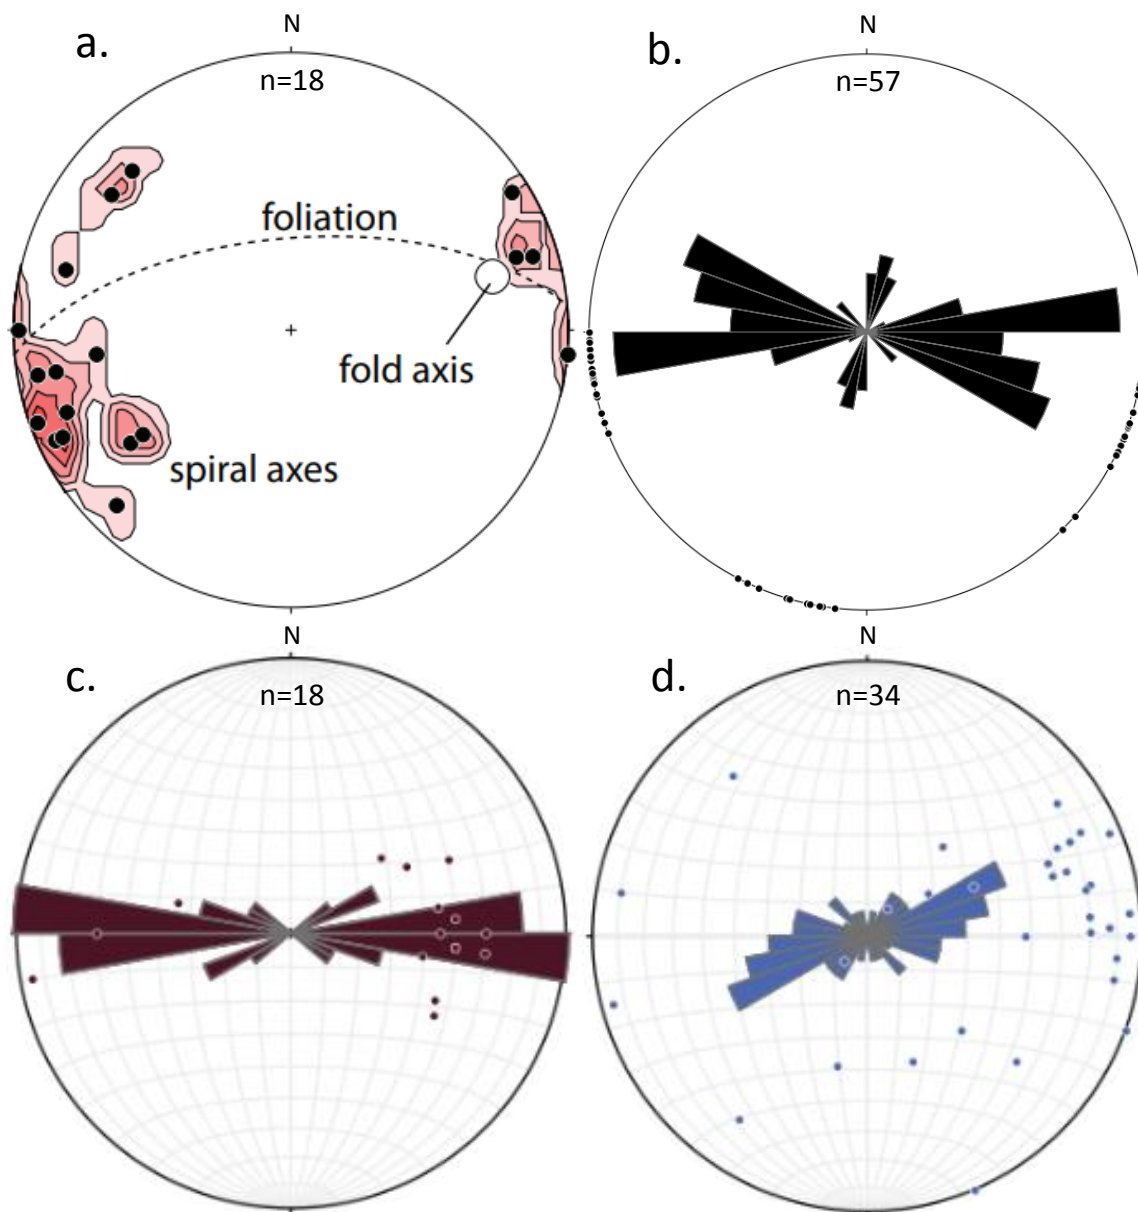 N
a.
n=18
foliation
fold axis
spiral axes
N
b.
n=57
N
c.
n=18
N
d.
n=34